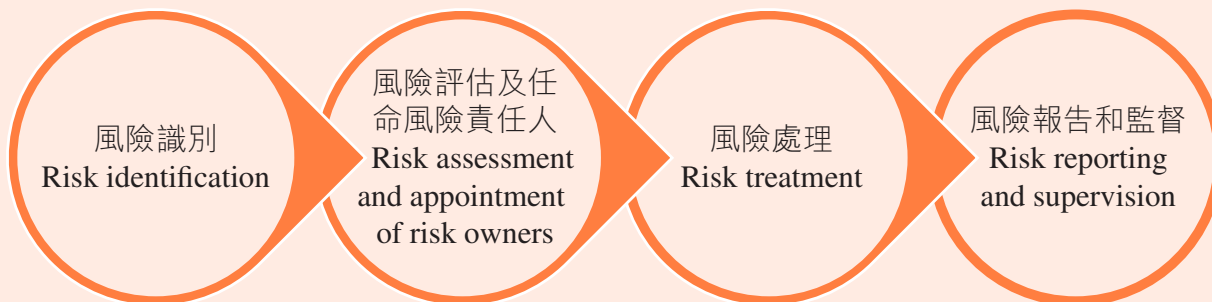 風險識別
Risk identification
風險評估及任
命風險責任人
Risk assessment
and appointment
of risk owners
風險處理
Risk treatment
風險報告和監督
Risk reporting
and supervision